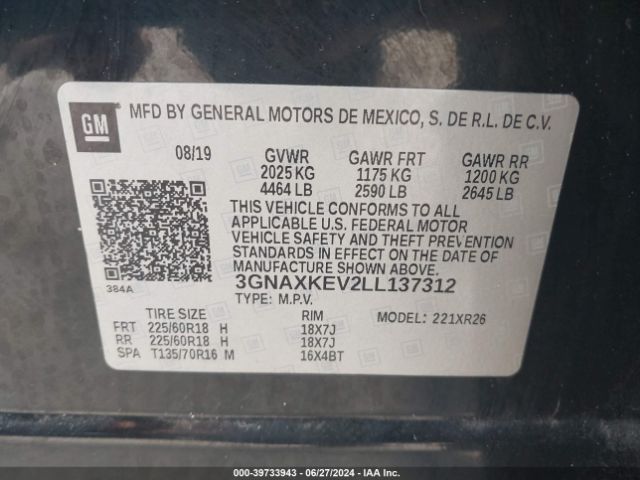 GM
MFD BY GENERAL MOTORS DE MEXICO, S. DE R.L. DE C.V.
08/19 GVWR GAWR FRT GAWR RR
2025 KG 1175 KG 1200 KG
4464 LB 2590 LB 2645 LB
THIS VEHICLE CONFORMS TO ALL
APPLICABLE U.S. FEDERAL MOTOR
VEHICLE SAFETY AND THEFT PREVENTION
STANDARDS IN EFFECT ON THE DATE OF
MANUFACTURE SHOWN ABOVE.
384A 3GNAXKEV2LL137312
TYPE: M.P.V.
TIRE SIZE RIM MODEL: 221XR26
FRT 225/60R18 H 18X7J
RR 225/60R18 H 18X7J
SPA T135/70R16 M 16X4BT
000-39733943 - 06/27/2024 - IAA Inc.